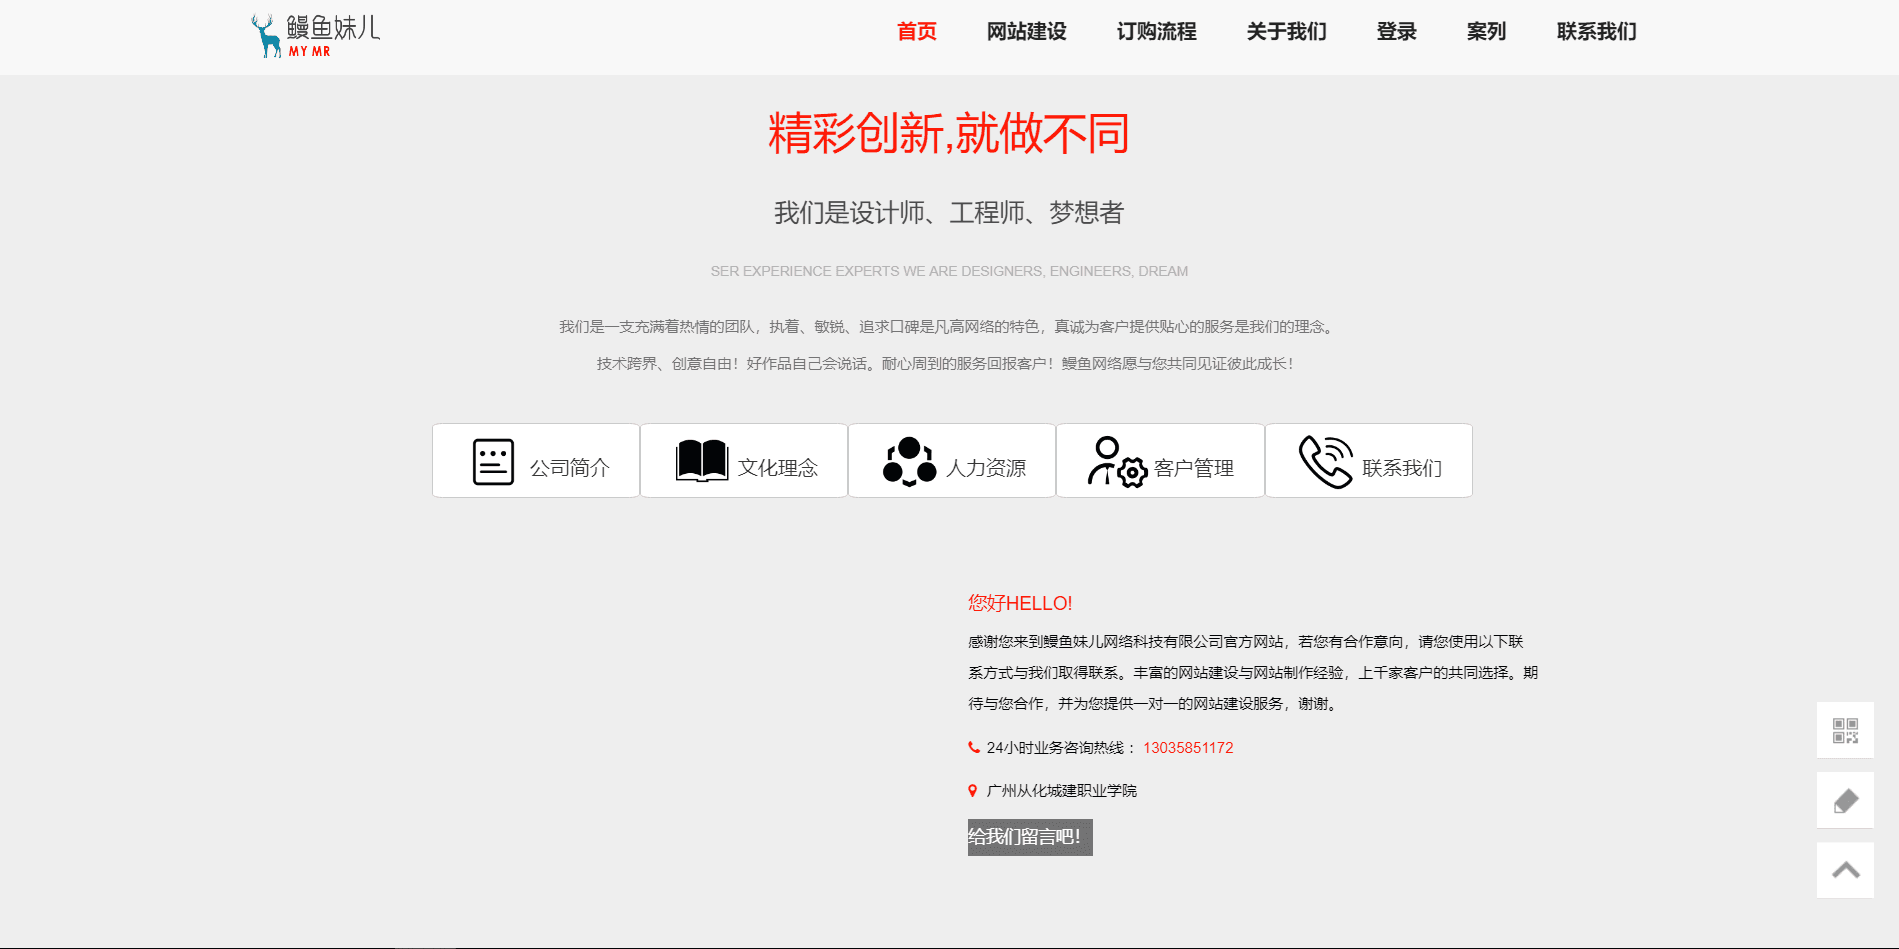 鳗鱼妹儿
MY MR
首页 网站建设 订购流程 关于我们 登录 案列 联系我们
精彩创新,就做不同
我们是设计师、工程师、梦想者
SER EXPERIENCE EXPERTS WE ARE DESIGNERS, ENGINEERS, DREAM
我们是一支充满着热情的团队，执着、敏锐、追求口碑是凡高网络的特色，真诚为客户提供贴心的服务是我们的理念。
技术跨界、创意自由！好作品自己会说话。耐心周到的服务回报客户！鳗鱼网络愿与您共同见证彼此成长！
公司简介 文化理念 人力资源 客户管理 联系我们
您好HELLO!
感谢您来到鳗鱼妹儿网络科技有限公司官方网站，若您有合作意向，请您使用以下联
系方式与我们取得联系。丰富的网站建设与网站制作经验，上千家客户的共同选择。期
待与您合作，并为您提供一对一的网站建设服务，谢谢。
24小时业务咨询热线 ：13035851172
广州从化城建职业学院
给我们留言吧！